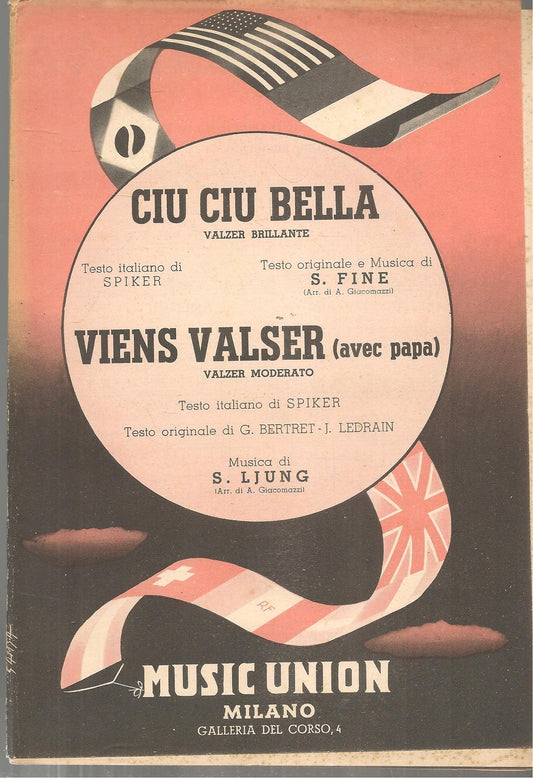 CIU CIU BELLA
VALZER BRILLANTE
Testo italiano di
SPIKER
Testo originale e Musica di
S. FINE
(Arr. di A. Giacomazzi)
VIENS VALSER (avec papa)
VALZER MODERATO
Testo italiano di SPIKER
Testo originale di G. BERTRET - J. LEDRAIN
Musica di
S. LJUNG
(Arr. di A. Giacomazzi)
RF
MUSIC UNION
MILANO
GALLERIA DEL CORSO, 4